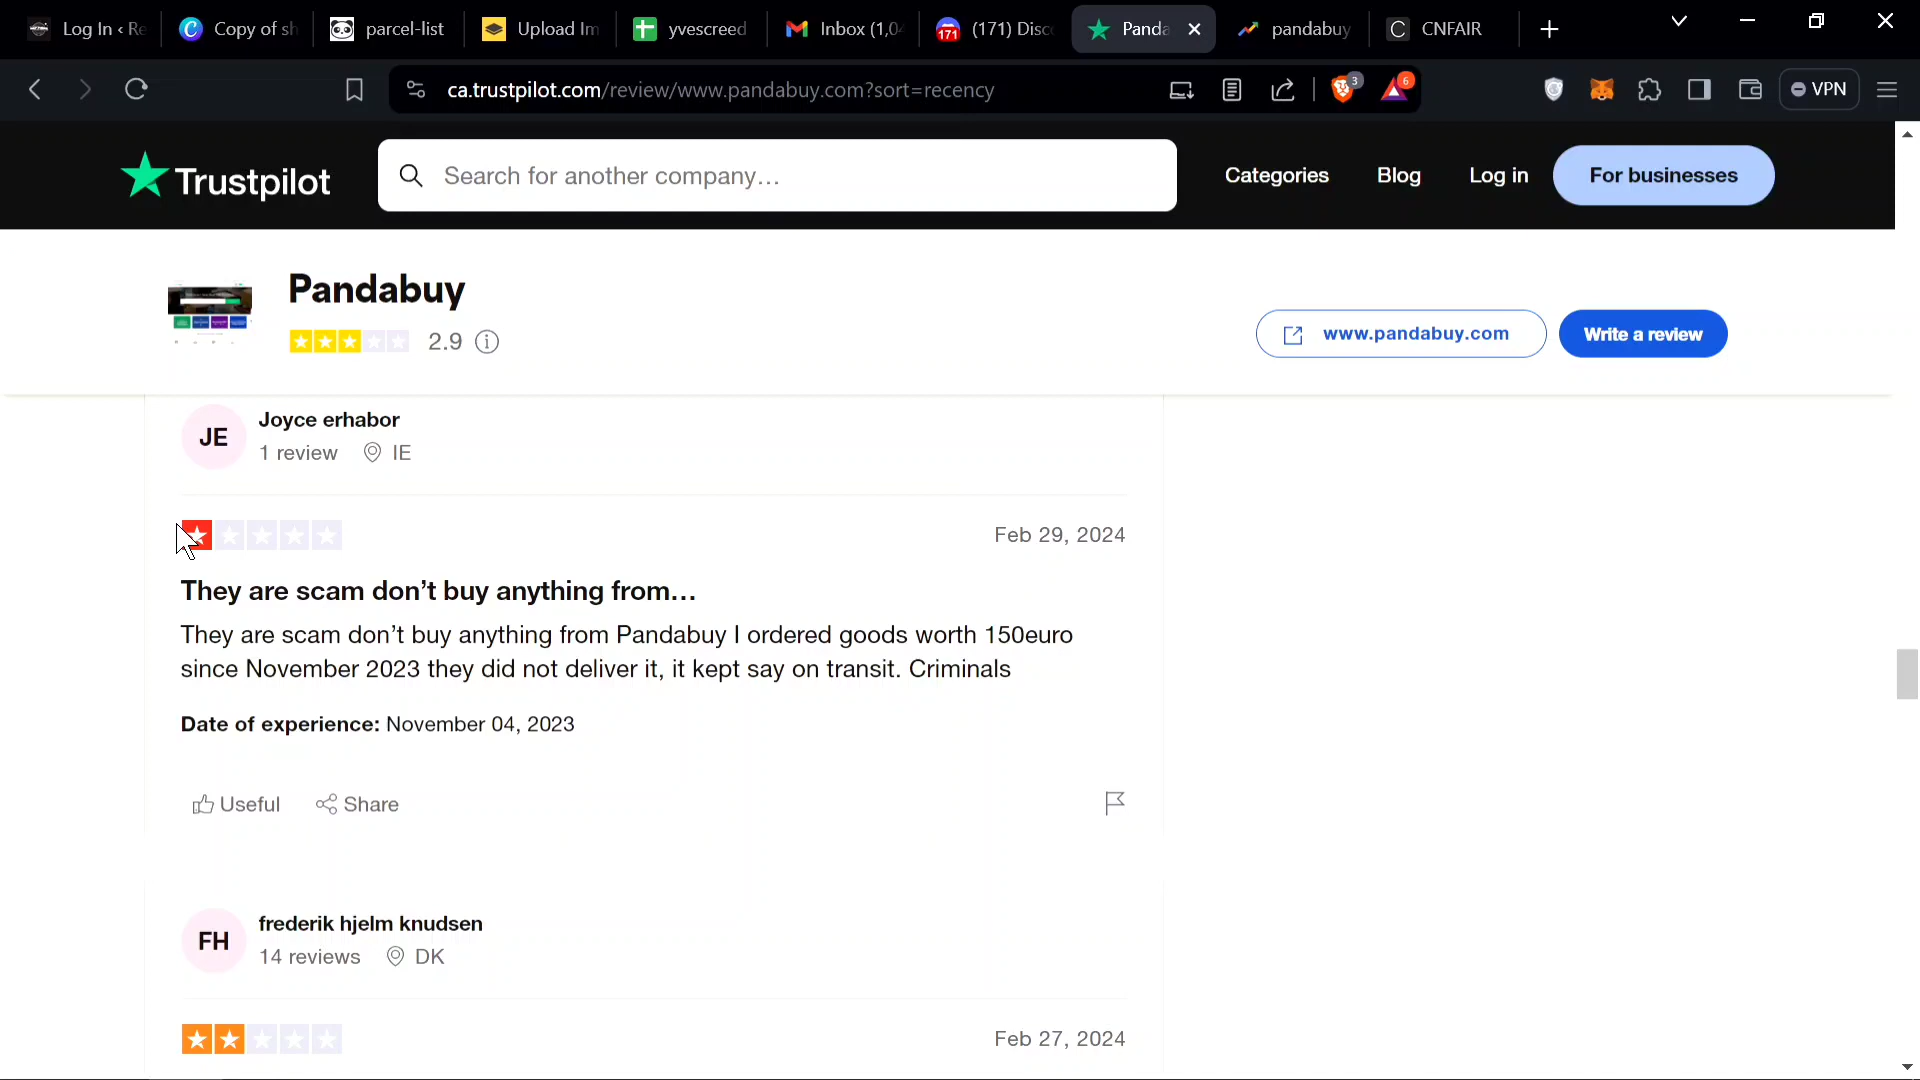 Log In ‹ Re
Copy of sh
parcel-list
Upload Im
yvescreed
Inbox (1,04
171
(171) Disc
Panda
pandabuy
C
CNFAIR
ca.trustpilot.com/review/www.pandabuy.com?sort=recency
3
6
VPN
Trustpilot
Search for another company...
Categories
Blog
Log in
For businesses
Pandabuy
2.9
www.pandabuy.com
Write a review
JE
Joyce erhabor
1 review
IE
Feb 29, 2024
They are scam don’t buy anything from…
They are scam don’t buy anything from Pandabuy I ordered goods worth 150euro
since November 2023 they did not deliver it, it kept say on transit. Criminals
Date of experience: November 04, 2023
Useful
Share
FH
frederik hjelm knudsen
14 reviews
DK
Feb 27, 2024